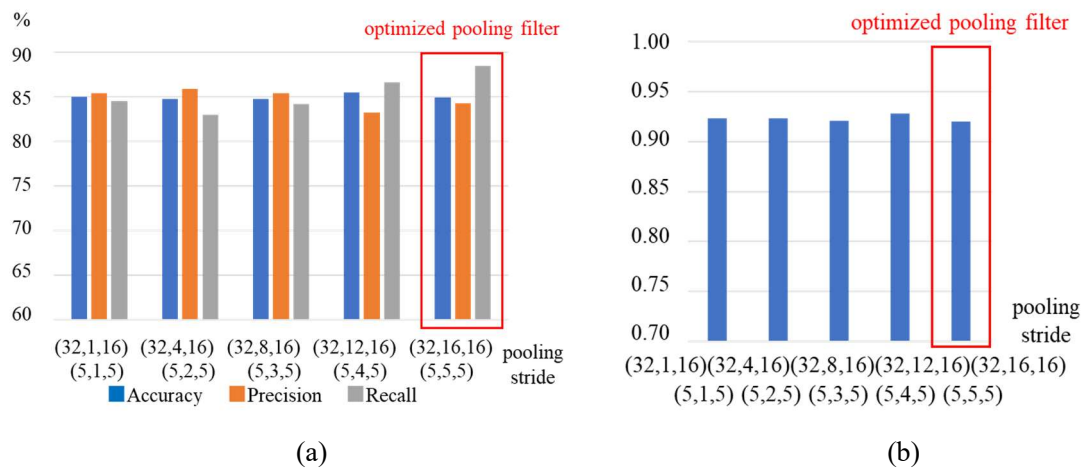 %
optimized pooling filter
90
85
80
75
70
65
60
(32,1,16) (32,4,16) (32,8,16) (32,12,16) (32,16,16) pooling
(5,1,5) (5,2,5) (5,3,5) (5,4,5) (5,5,5) stride
Accuracy Precision Recall
(a)
optimized pooling filter
1.00
0.95
0.90
0.85
0.80
0.75
0.70
pooling
stride
(32,1,16)(32,4,16)(32,8,16)(32,12,16)(32,16,16)
(5,1,5) (5,2,5) (5,3,5) (5,4,5) (5,5,5)
(b)